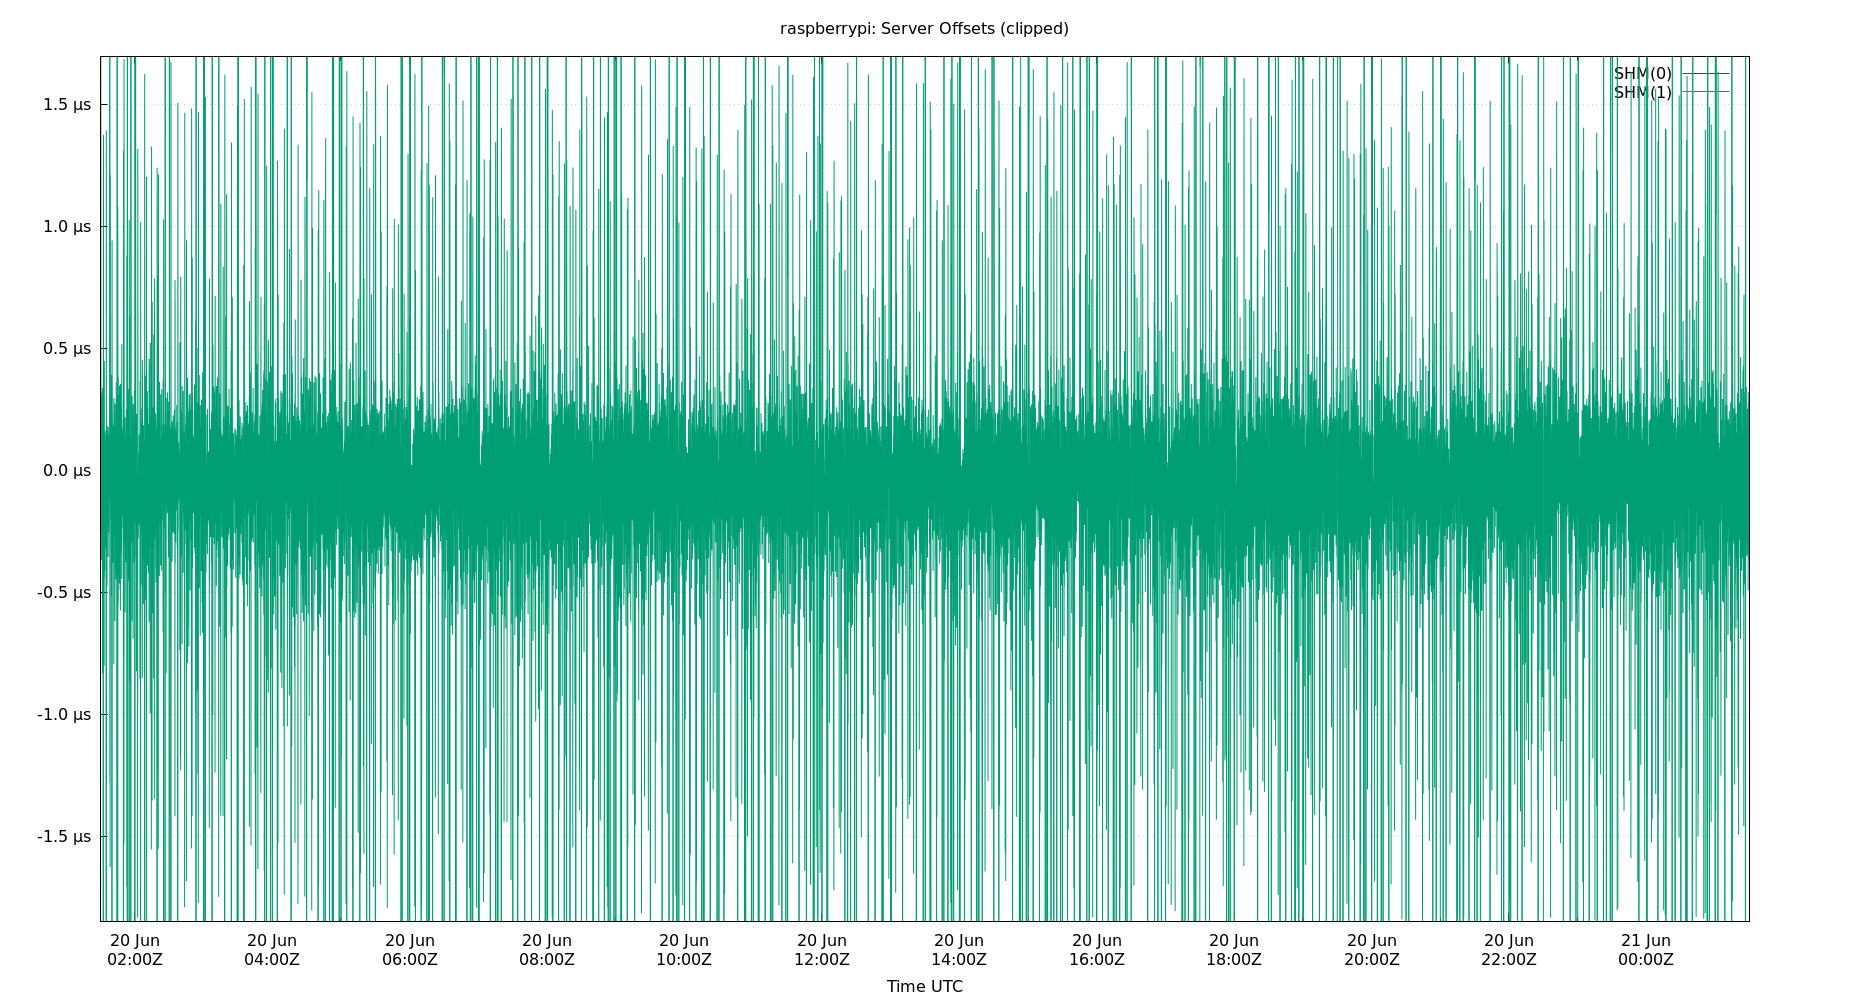 raspberrypi: Server Offsets (clipped)
SHM(0)
SHM(1)
1.5 µs
1.0 µs
0.5 µs
0.0 µs
-0.5 µs
-1.0 µs
-1.5 µs
20 Jun 20 Jun 20 Jun 20 Jun 20 Jun 20 Jun 20 Jun 20 Jun 20 Jun 20 Jun 20 Jun 21 Jun
02:00Z 04:00Z 06:00Z 08:00Z 10:00Z 12:00Z 14:00Z 16:00Z 18:00Z 20:00Z 22:00Z 00:00Z
Time UTC